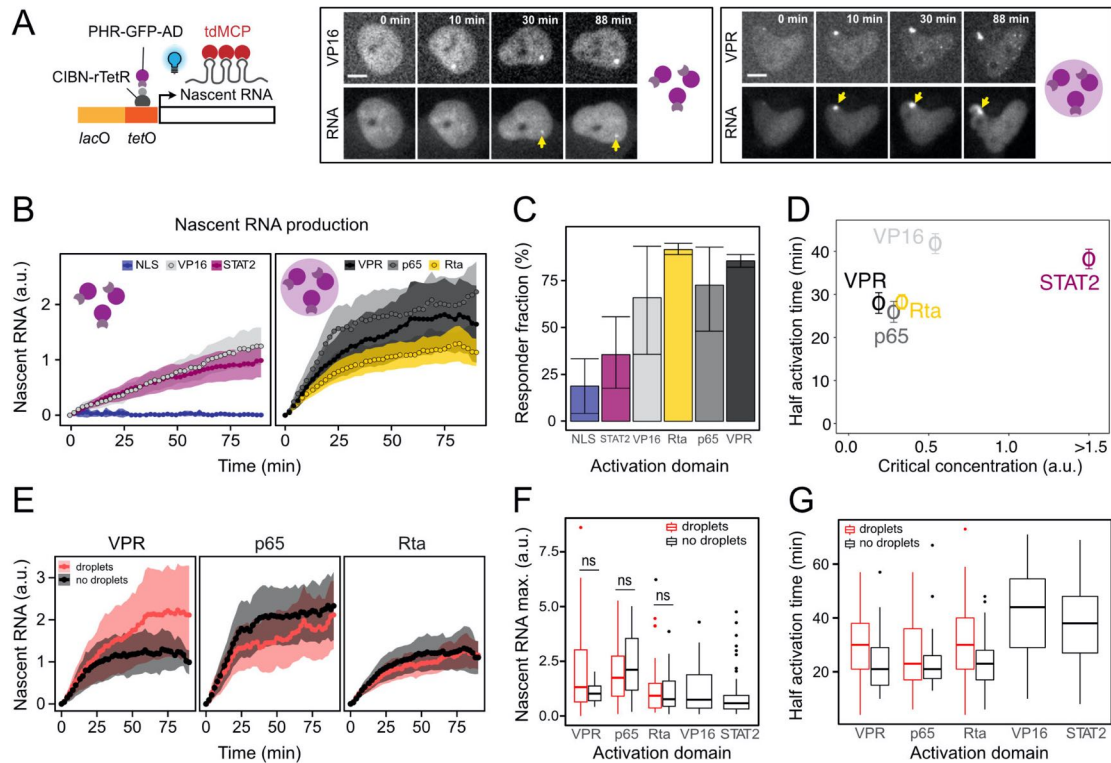 A
PHR-GFP-AD
tdMCP
CIBN-rTetR
Nascent RNA
lacO tetO
VP16
0 min 10 min 30 min 88 min
RNA
VPR
0 min 10 min 30 min 88 min
RNA
B
Nascent RNA production
Nascent RNA (a.u.)
NLS VP16 STAT2
VPR p65 Rta
2
1
0
0 25 50 75
0 25 50 75
Time (min)
C
Responder fraction (%)
75
50
25
0
NLS STAT2 VP16 Rta p65 VPR
Activation domain
D
Half activation time (min)
40
30
20
10
0
VP16
VPR
Rta
p65
STAT2
0.0 0.5 1.0 >1.5
Critical concentration (a.u.)
E
VPR p65 Rta
droplets
no droplets
Nascent RNA (a.u.)
3
2
1
0
0 25 50 75
0 25 50 75
0 25 50 75
Time (min)
F
Nascent RNA max. (a.u.)
droplets
no droplets
7.5
5.0
2.5
0.0
ns ns ns
VPR p65 Rta VP16 STAT2
Activation domain
G
Half activation time (min)
droplets
no droplets
80
60
40
20
0
VPR p65 Rta VP16 STAT2
Activation domain